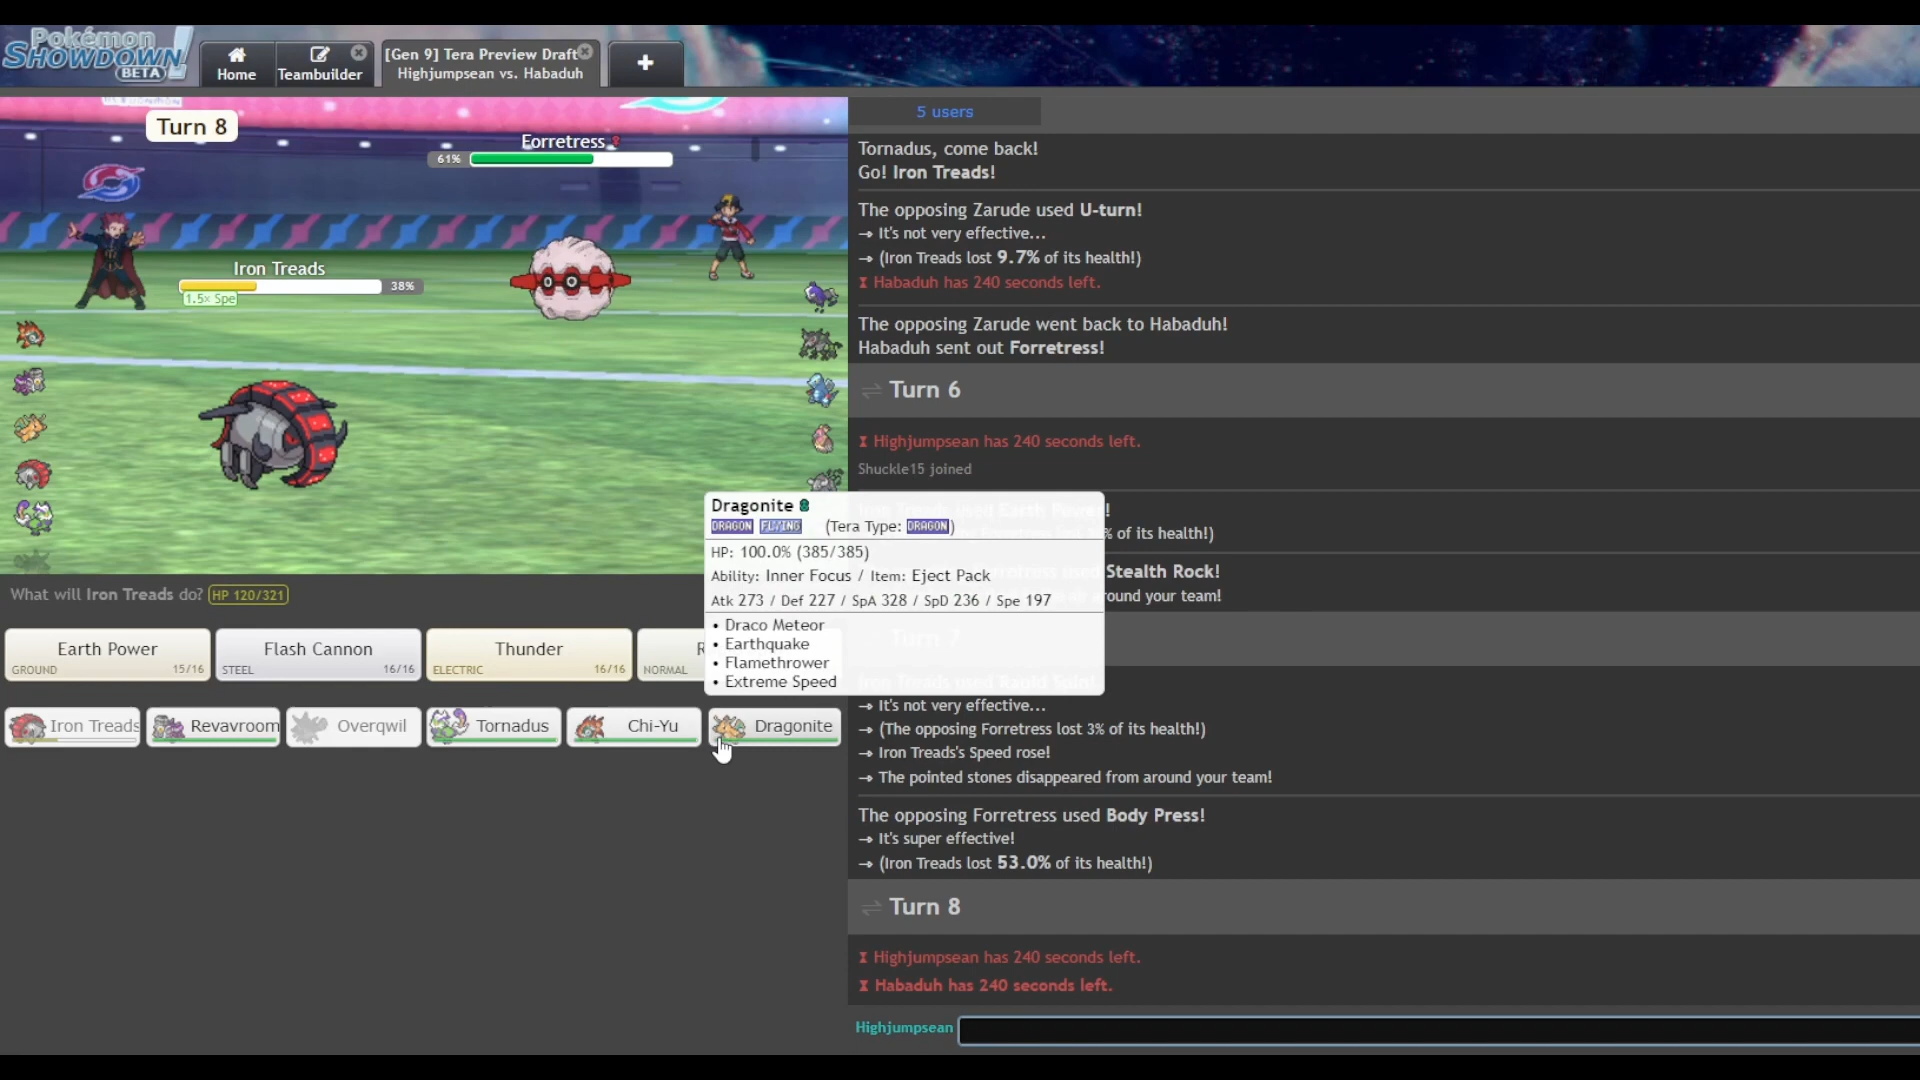 Pokémon
SHOWDOWN!
BETA
Home
Teambuilder
[Gen 9] Tera Preview Draft
Highjumpsean vs. Habaduh
+
Turn 8
Forretress
61%
Iron Treads
38%
1.5× Spe
5 users
Tornadus, come back!
Go! Iron Treads!
The opposing Zarude used U-turn!
→ It's not very effective...
→ (Iron Treads lost 9.7% of its health!)
Habaduh has 240 seconds left.
The opposing Zarude went back to Habaduh!
Habaduh sent out Forretress!
Turn 6
Highjumpsean has 240 seconds left.
Shuckle15 joined
% of its health!)
Stealth Rock!
around your team!
Turn 7
Iron Treads used Rapid Spin!
→ It's not very effective...
→ (The opposing Forretress lost 3% of its health!)
→ Iron Treads's Speed rose!
→ The pointed stones disappeared from around your team!
The opposing Forretress used Body Press!
→ It's super effective!
→ (Iron Treads lost 53.0% of its health!)
Turn 8
Highjumpsean has 240 seconds left.
Habaduh has 240 seconds left.
Highjumpsean
Dragonite
DRAGON FLYING (Tera Type: DRAGON)
HP: 100.0% (385/385)
Ability: Inner Focus / Item: Eject Pack
Atk 273 / Def 227 / SpA 328 / SpD 236 / Spe 197
• Draco Meteor
• Earthquake
• Flamethrower
• Extreme Speed
What will Iron Treads do? HP 120/321
Earth Power
GROUND 15/16
Flash Cannon
STEEL 16/16
Thunder
ELECTRIC 16/16
R
NORMAL
Iron Treads
Revavroom
Overqwil
Tornadus
Chi-Yu
Dragonite